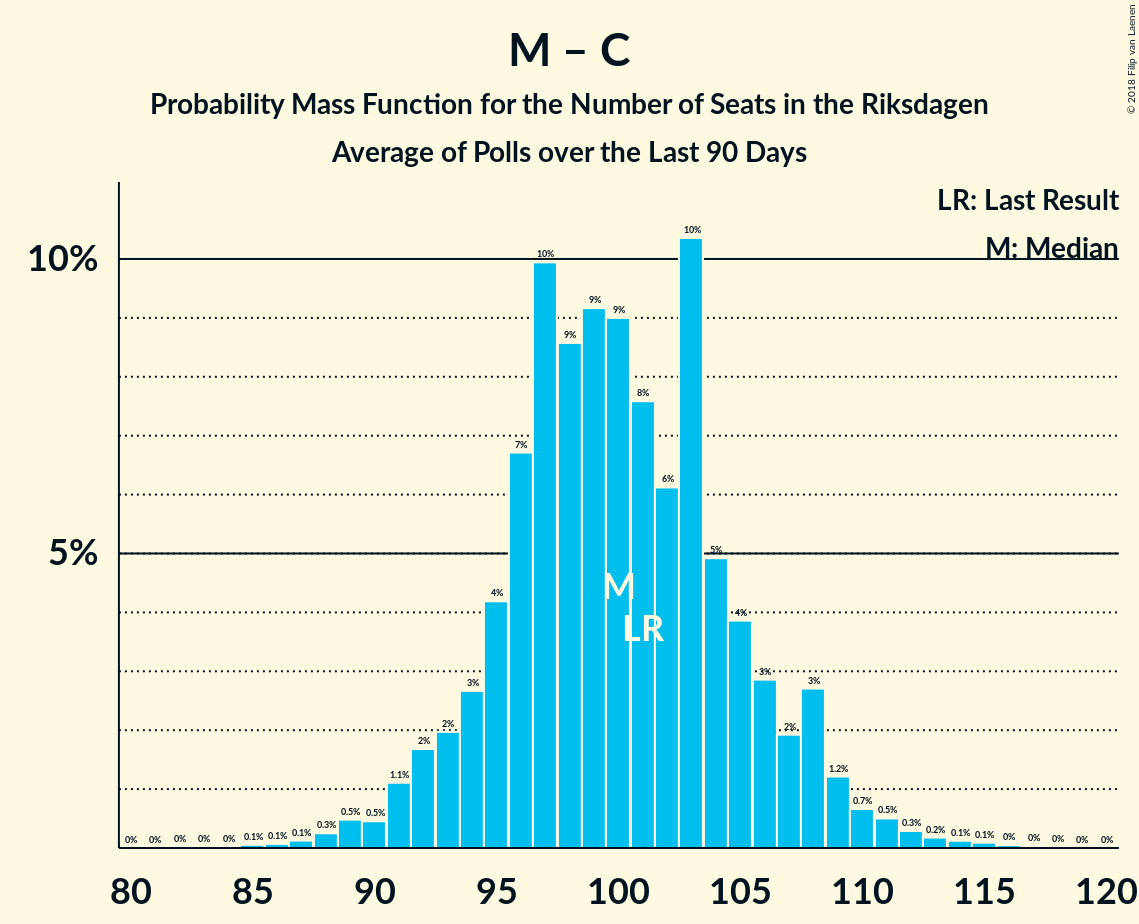 © 2018 Filip van Laenen
M – C
Probability Mass Function for the Number of Seats in the Riksdagen
Average of Polls over the Last 90 Days
LR: Last Result
M: Median
10%
5%
0% 0% 0% 0% 0% 0.1% 0.1% 0.1% 0.3% 0.5% 0.5% 1.1% 2% 2% 3% 4% 7% 10% 9% 9% 9% 8% 6% 10% 5% 4% 3% 2% 3% 1.2% 0.7% 0.5% 0.3% 0.2% 0.1% 0.1% 0% 0% 0% 0% 0%
M
LR
80 85 90 95 100 105 110 115 120